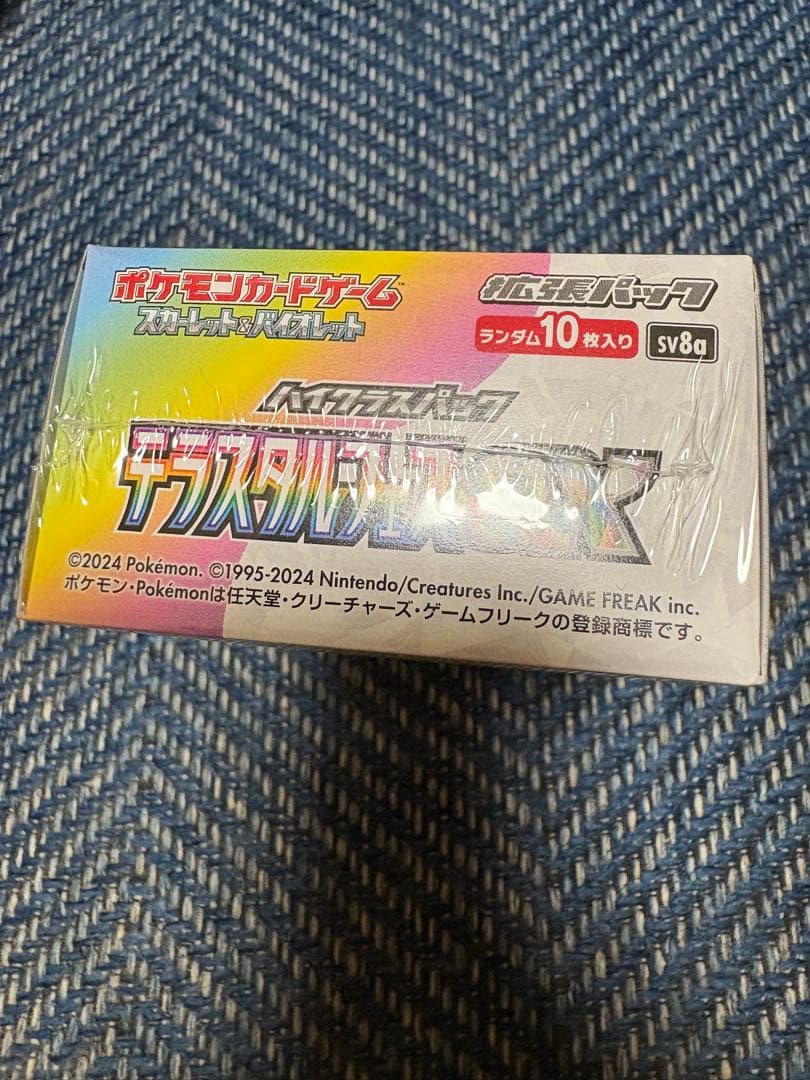 ポケモンカードゲーム™
スカーレット&バイオレット
拡張パック
ランダム10枚入り
sv8a
ハイクラスパック
テラスタルフェス
©2024 Pokémon. ©1995-2024 Nintendo/Creatures Inc./GAME FREAK inc.
ポケモン・Pokémonは任天堂・クリーチャーズ・ゲームフリークの登録商標です。